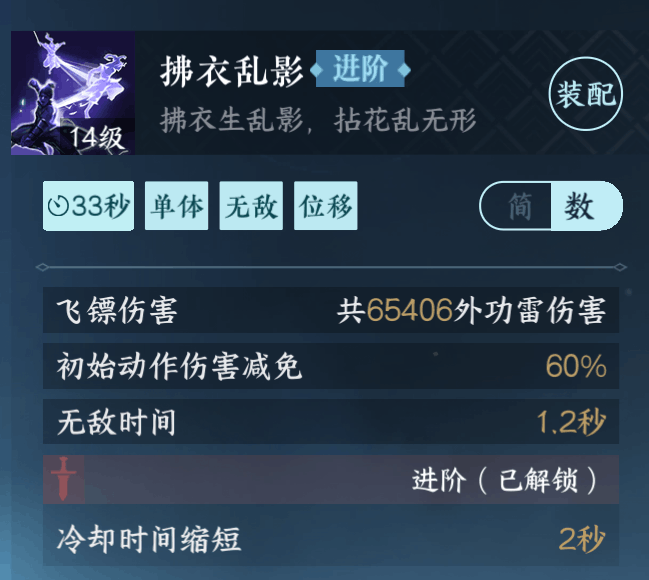 拂衣乱影 进阶
拂衣生乱影，拈花乱无形
14级
装配
33秒 单体 无敌 位移
简 数
飞镖伤害 共65406外功雷伤害
初始动作伤害减免 60%
无敌时间 1.2秒
进阶（已解锁）
冷却时间缩短 2秒